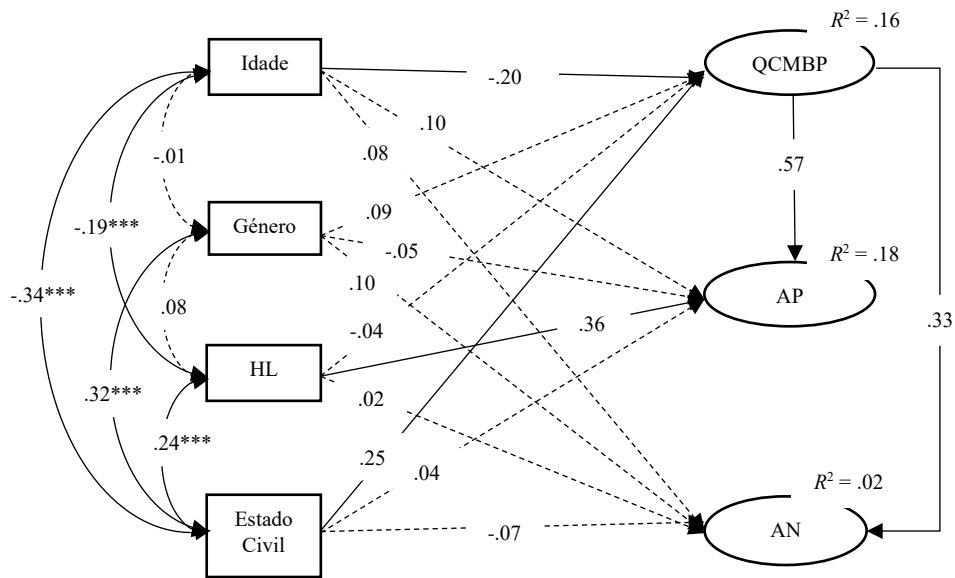 R² = .16
Idade
QCMBP
-.20
.10
.08
-.01
.57
.09
Género
-.19***
-.05
R² = .18
.10
AP
-.34***
.08
.36
.33
-.04
HL
.32***
.02
.24***
.25
.04
R² = .02
Estado
Civil
-.07
AN